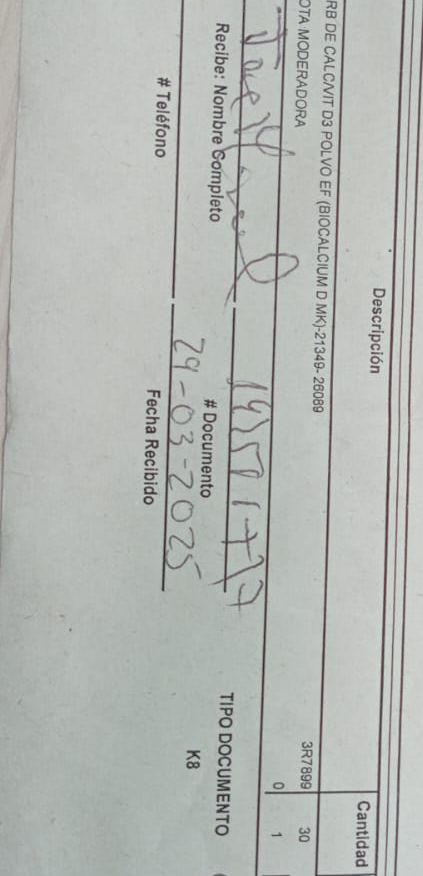 Descripción Cantidad
RB DE CALC/VIT D3 POLVO EF (BIOCALCIUM D MK)-21349- 26089 3R7899 30
OTA MODERADORA 0 1
Recibe: Nombre Completo # Documento TIPO DOCUMENTO
29-03-2025 K8
# Teléfono Fecha Recibido